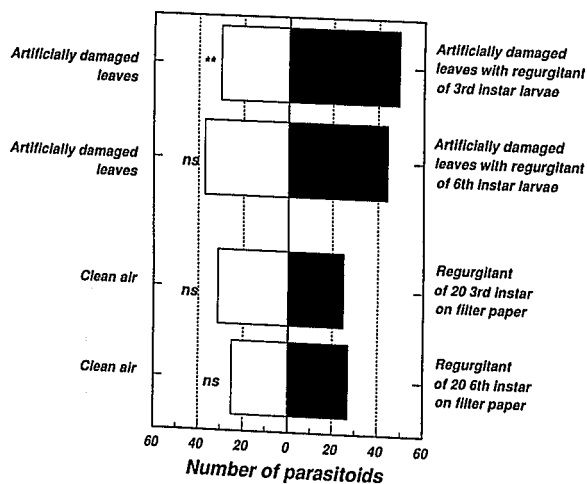 Artificially damaged
leaves
**
Artificially damaged
leaves with regurgitant
of 3rd instar larvae
Artificially damaged
leaves
ns
Artificially damaged
leaves with regurgitant
of 6th instar larvae
Clean air
ns
Regurgitant
of 20 3rd instar
on filter paper
Clean air
ns
Regurgitant
of 20 6th instar
on filter paper
60 40 20 0 20 40 60
Number of parasitoids